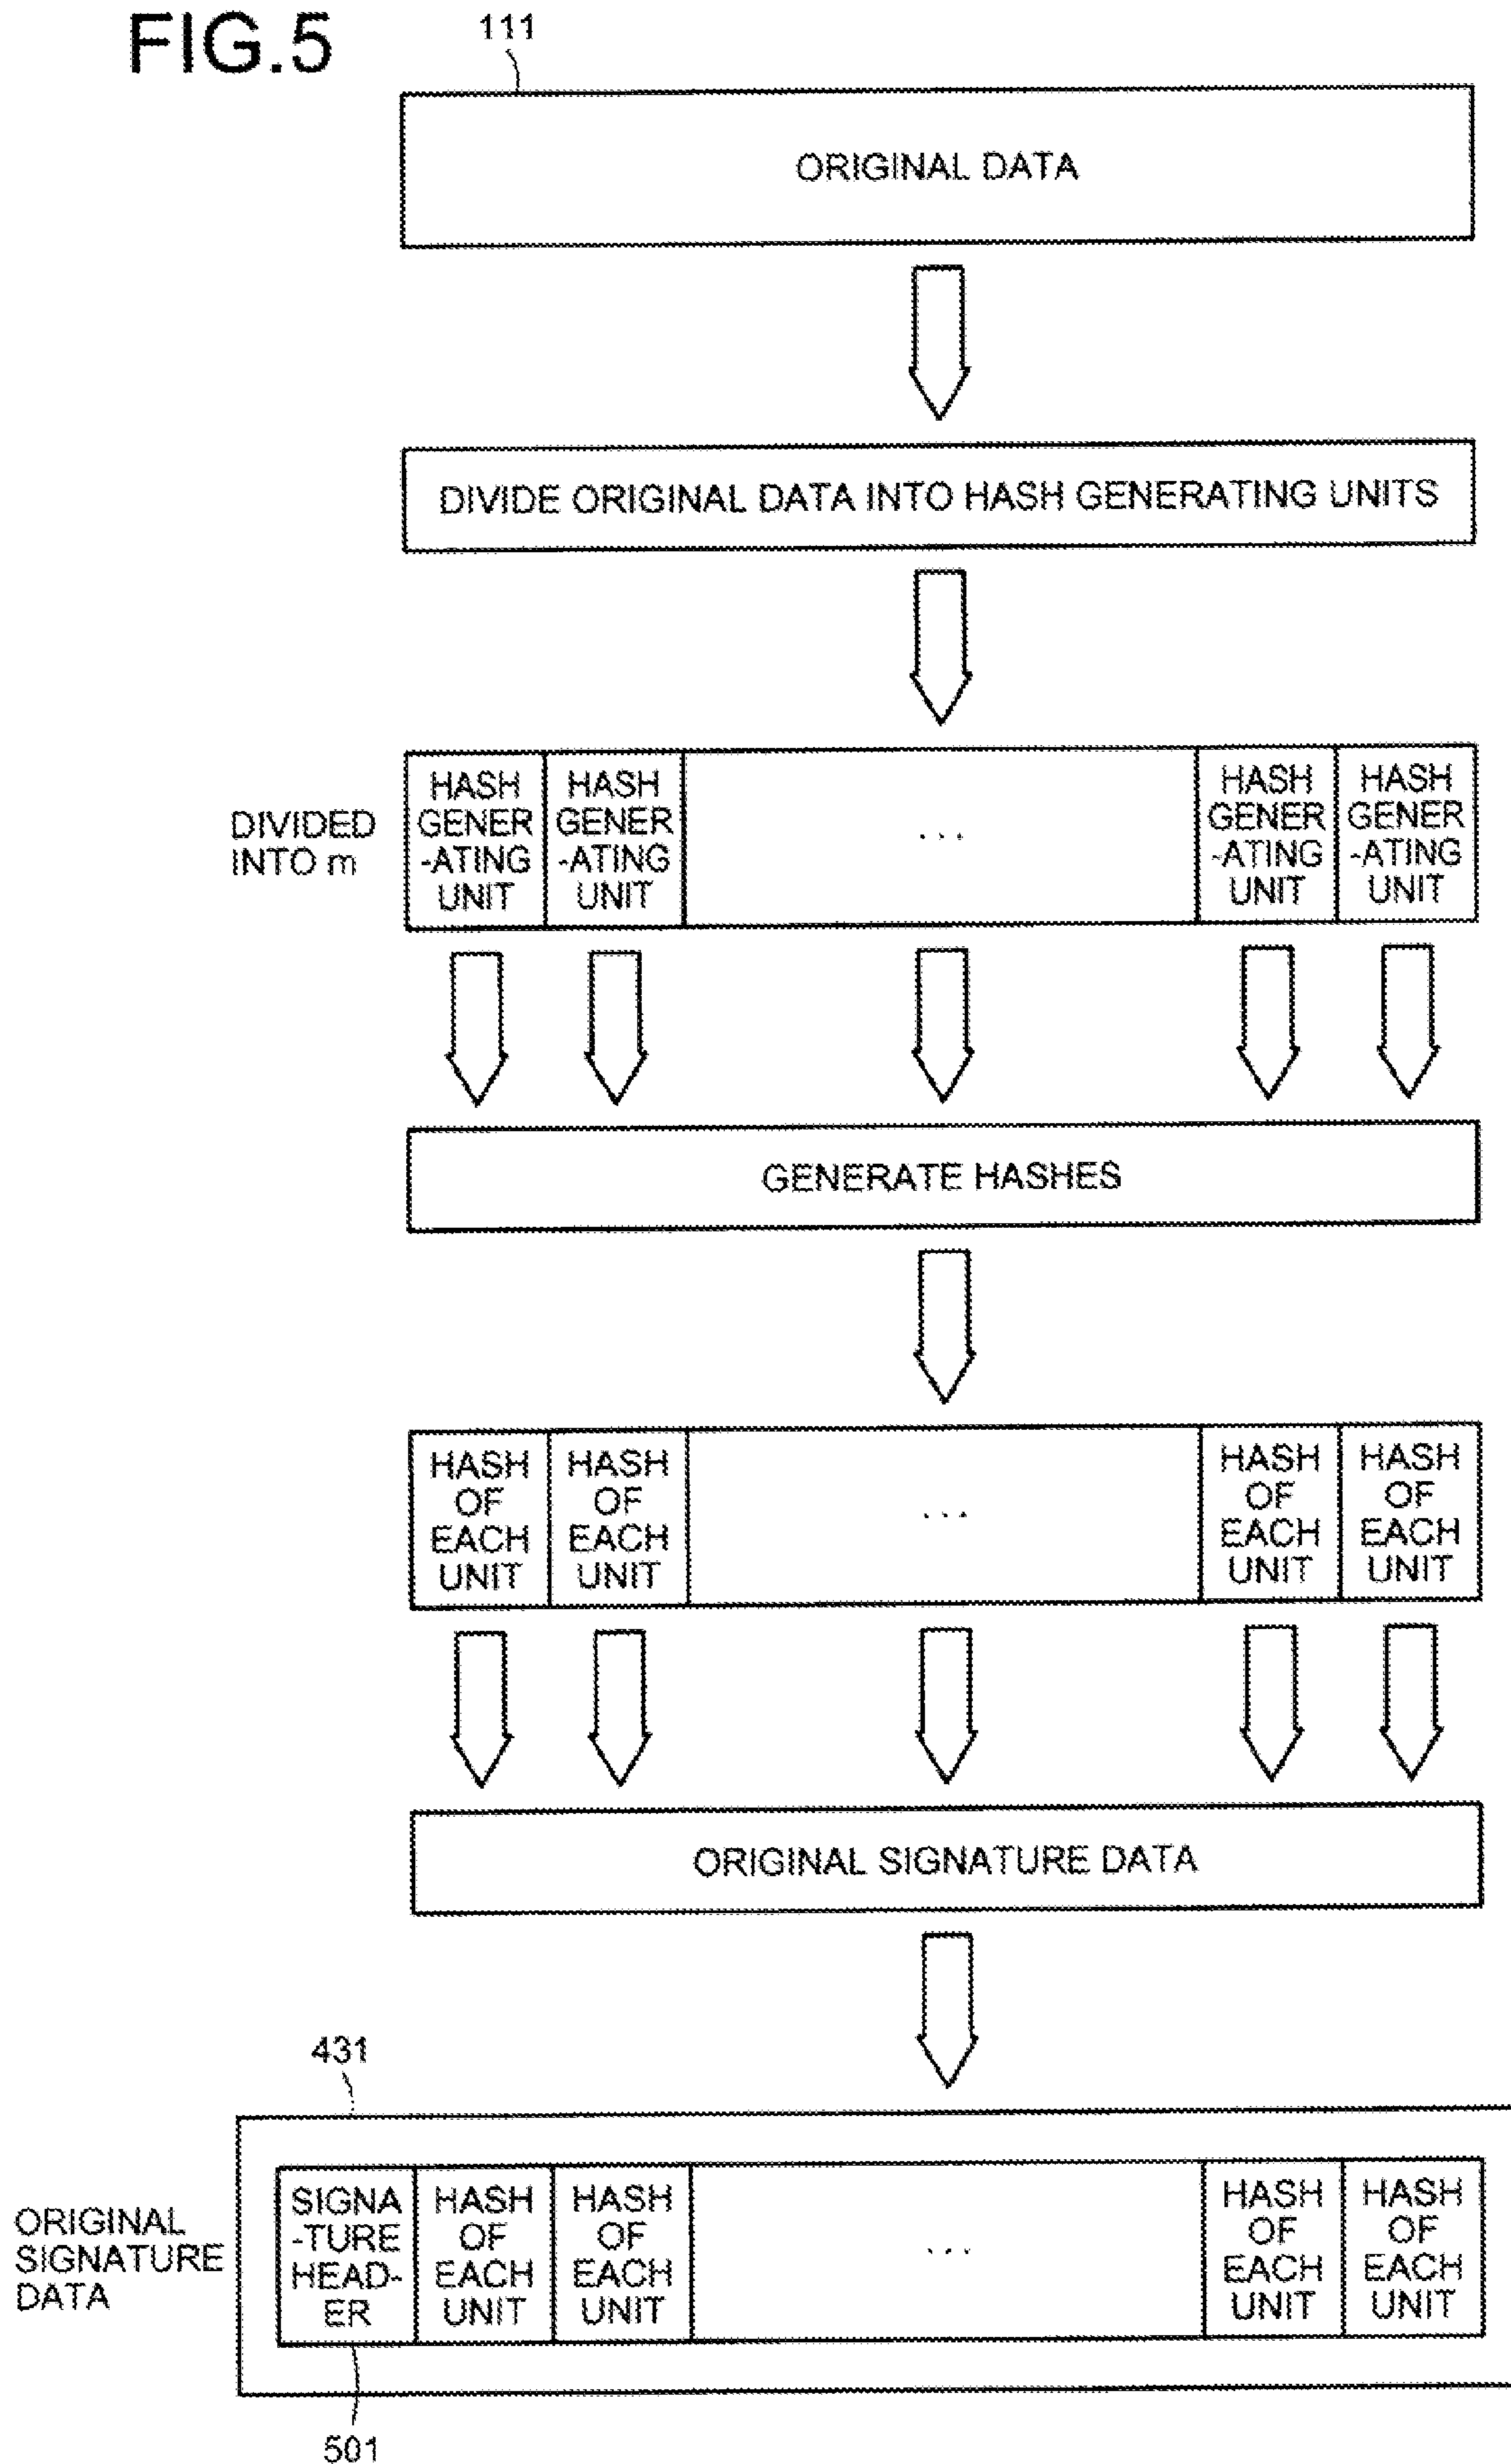 FIG.5
111
ORIGINAL DATA
DIVIDE ORIGINAL DATA INTO HASH GENERATING UNITS
DIVIDED
INTO m
HASH
GENER
-ATING
UNIT
HASH
GENER
-ATING
UNIT
...
HASH
GENER
-ATING
UNIT
HASH
GENER
-ATING
UNIT
GENERATE HASHES
HASH
OF
EACH
UNIT
HASH
OF
EACH
UNIT
...
HASH
OF
EACH
UNIT
HASH
OF
EACH
UNIT
ORIGINAL SIGNATURE DATA
431
ORIGINAL
SIGNATURE
DATA
SIGNA
-TURE
HEAD-
ER
HASH
OF
EACH
UNIT
HASH
OF
EACH
UNIT
...
HASH
OF
EACH
UNIT
HASH
OF
EACH
UNIT
501